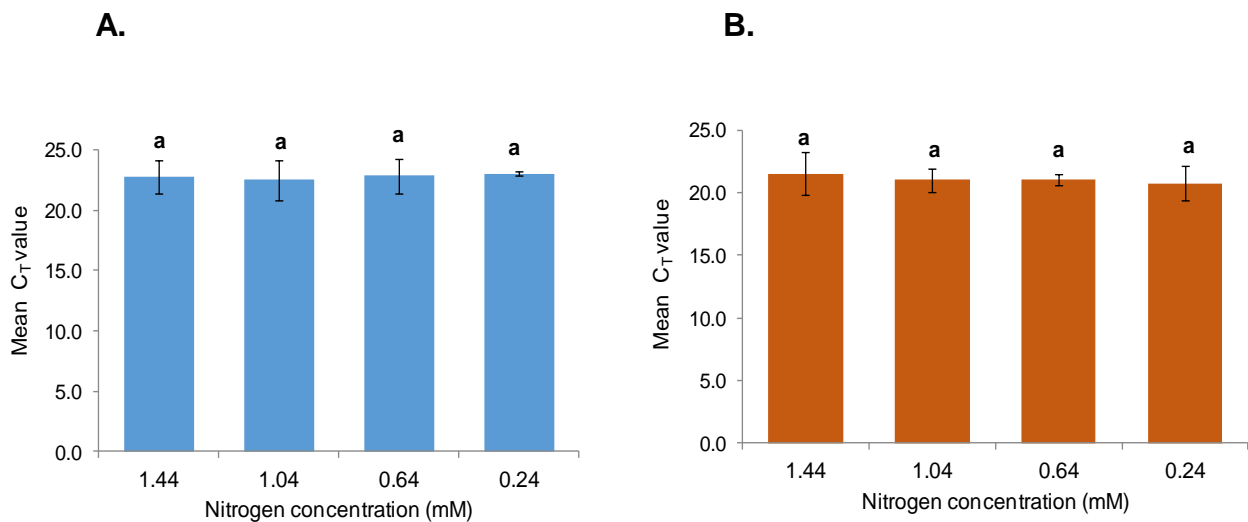 A.
a a a a
25.0
20.0
15.0
10.0
5.0
0.0
Mean C_T value
1.44 1.04 0.64 0.24
Nitrogen concentration (mM)
B.
a a a a
25.0
20.0
15.0
10.0
5.0
0.0
Mean C_T value
1.44 1.04 0.64 0.24
Nitrogen concentration (mM)